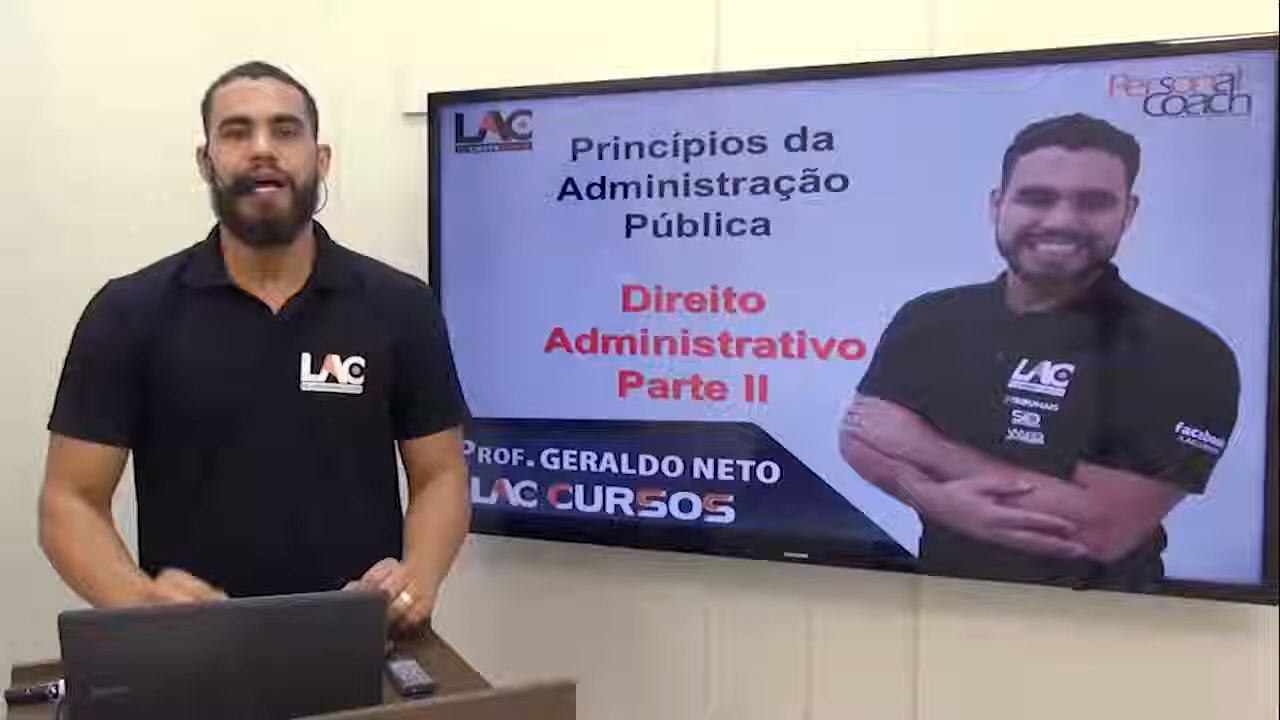 LAC
Personal
Coach
Princípios da
Administração
Pública
Direito
Administrativo
Parte II
PROF. GERALDO NETO
LAC CURSOS
LAC
LAC